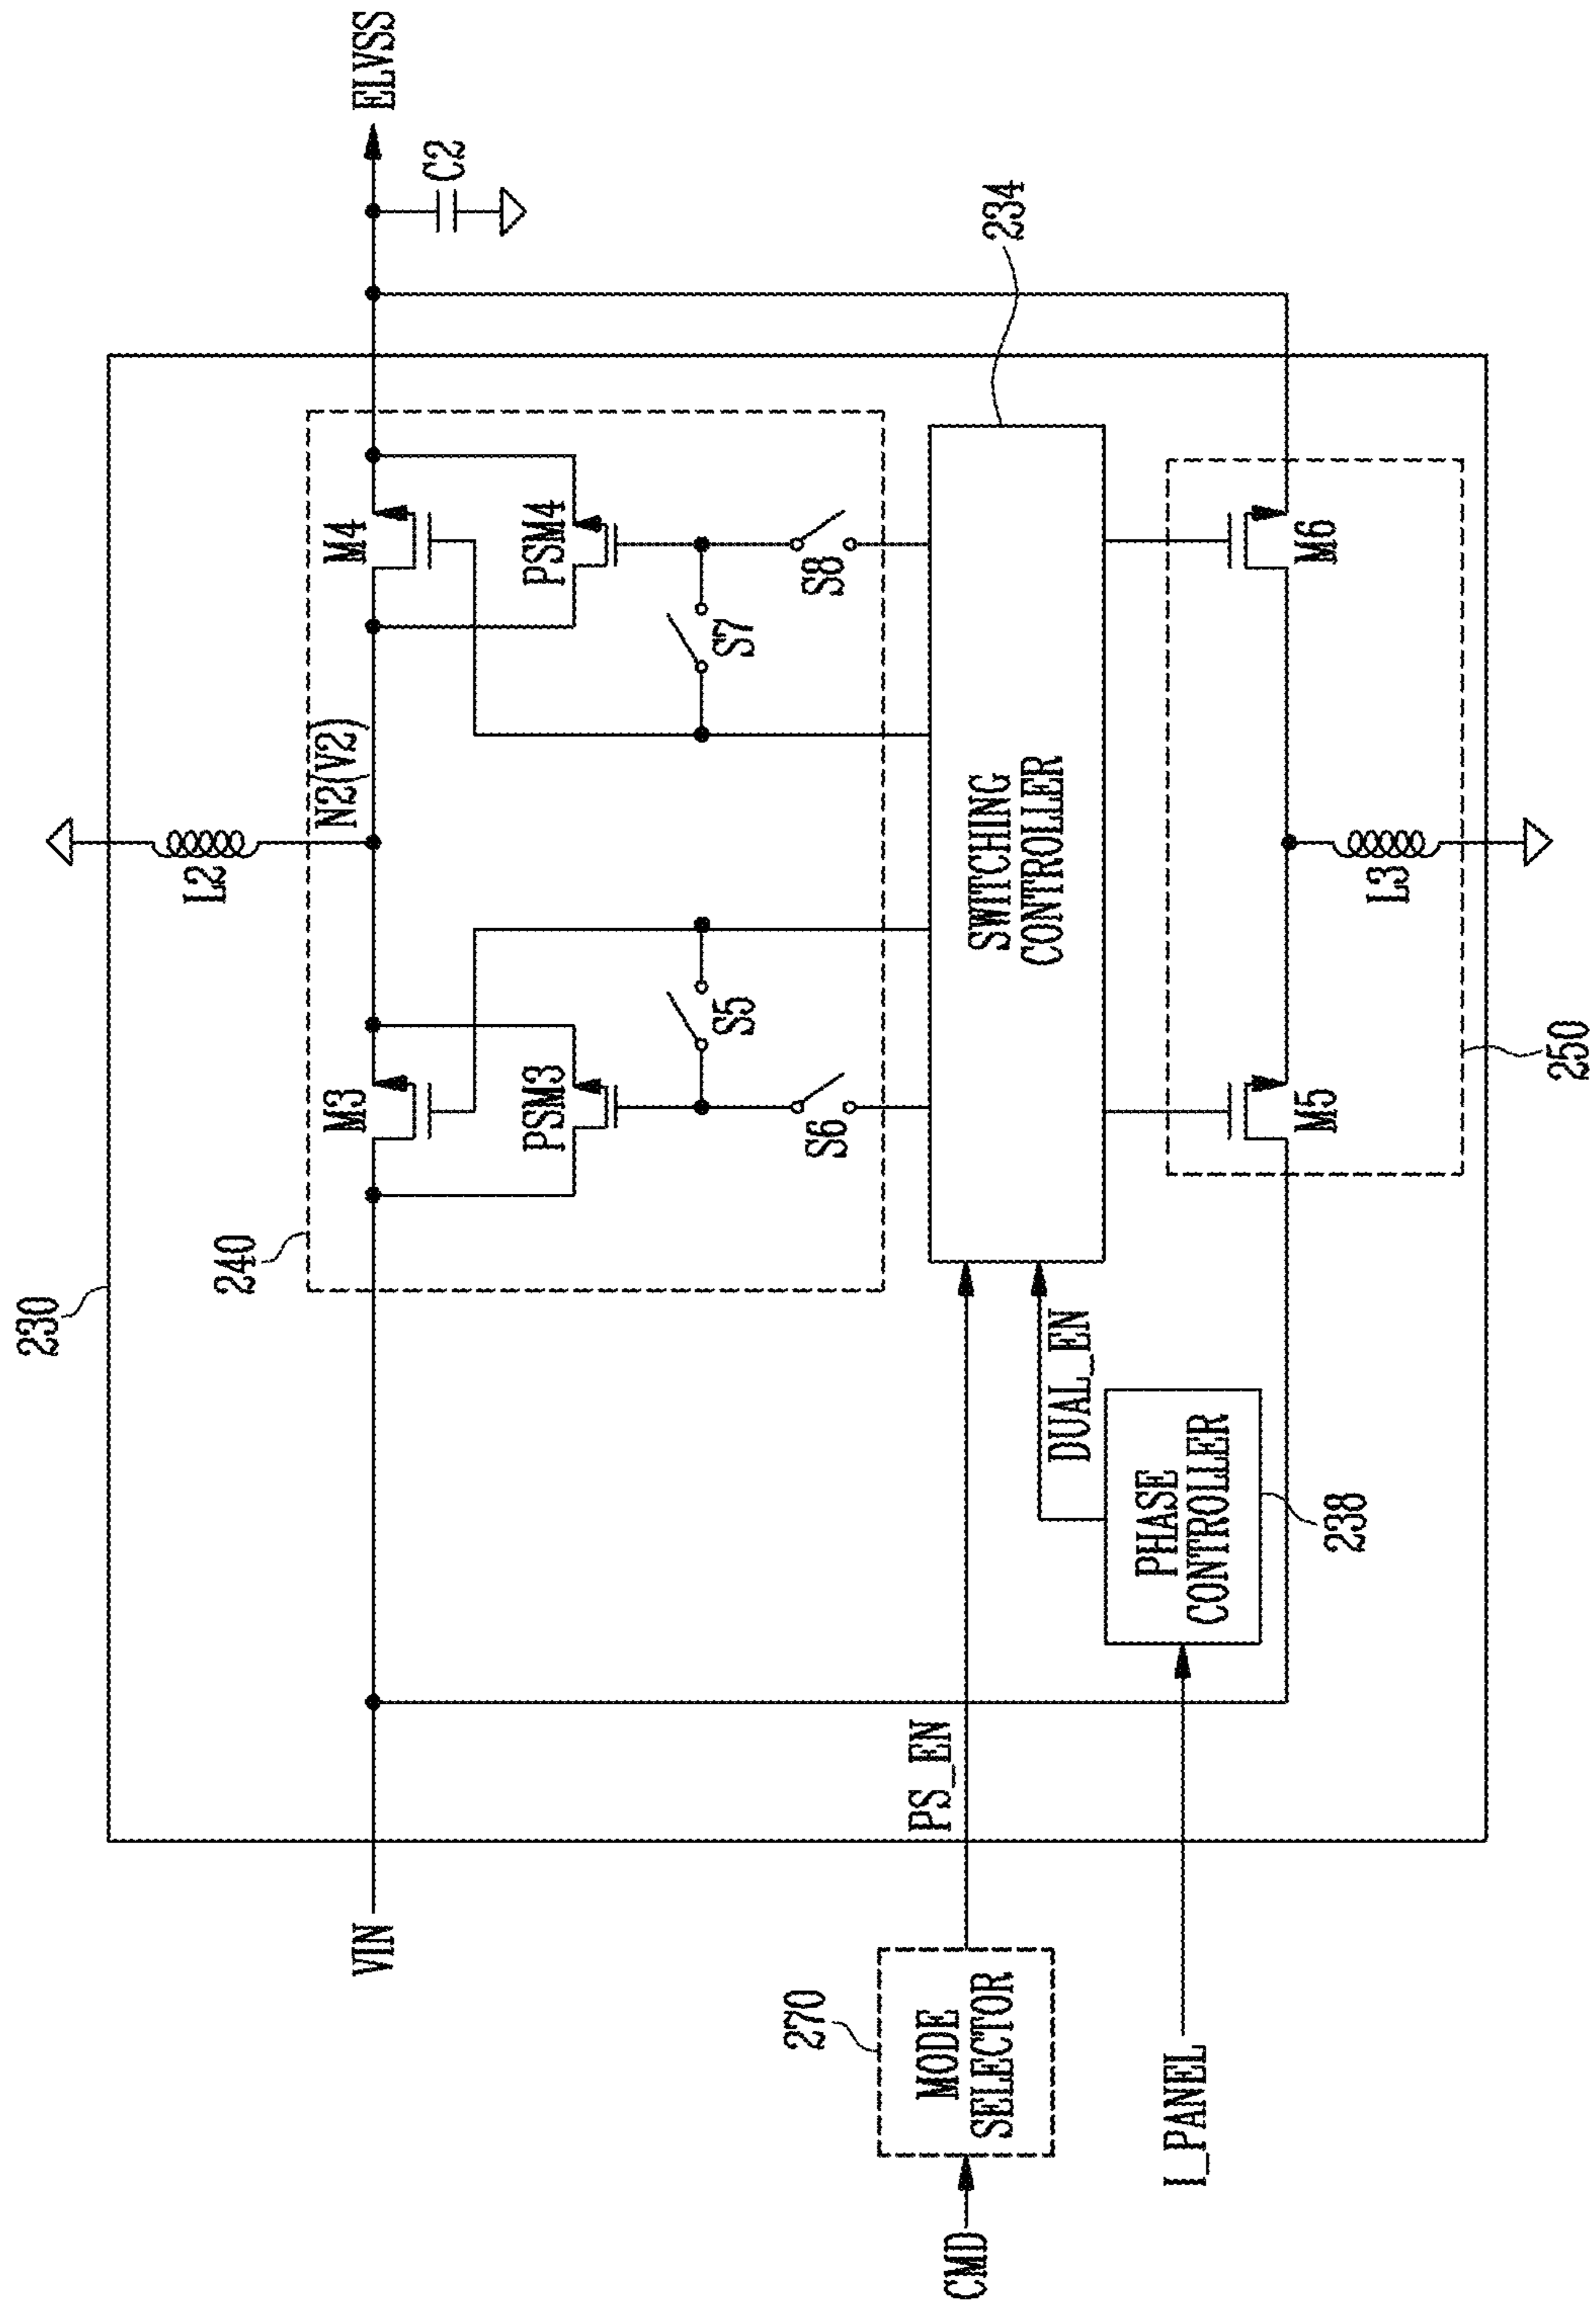 230
240
L2
N2(V2)
VIN
M3
M4
ELVSS
C2
PSM3
PSM4
S5
S7
S6
S8
270
MODE
SELECTOR
CMD
PS_EN
SWITCHING
CONTROLLER
234
DUAL_EN
I_PANEL
PHASE
CONTROLLER
238
M5
M6
L3
250